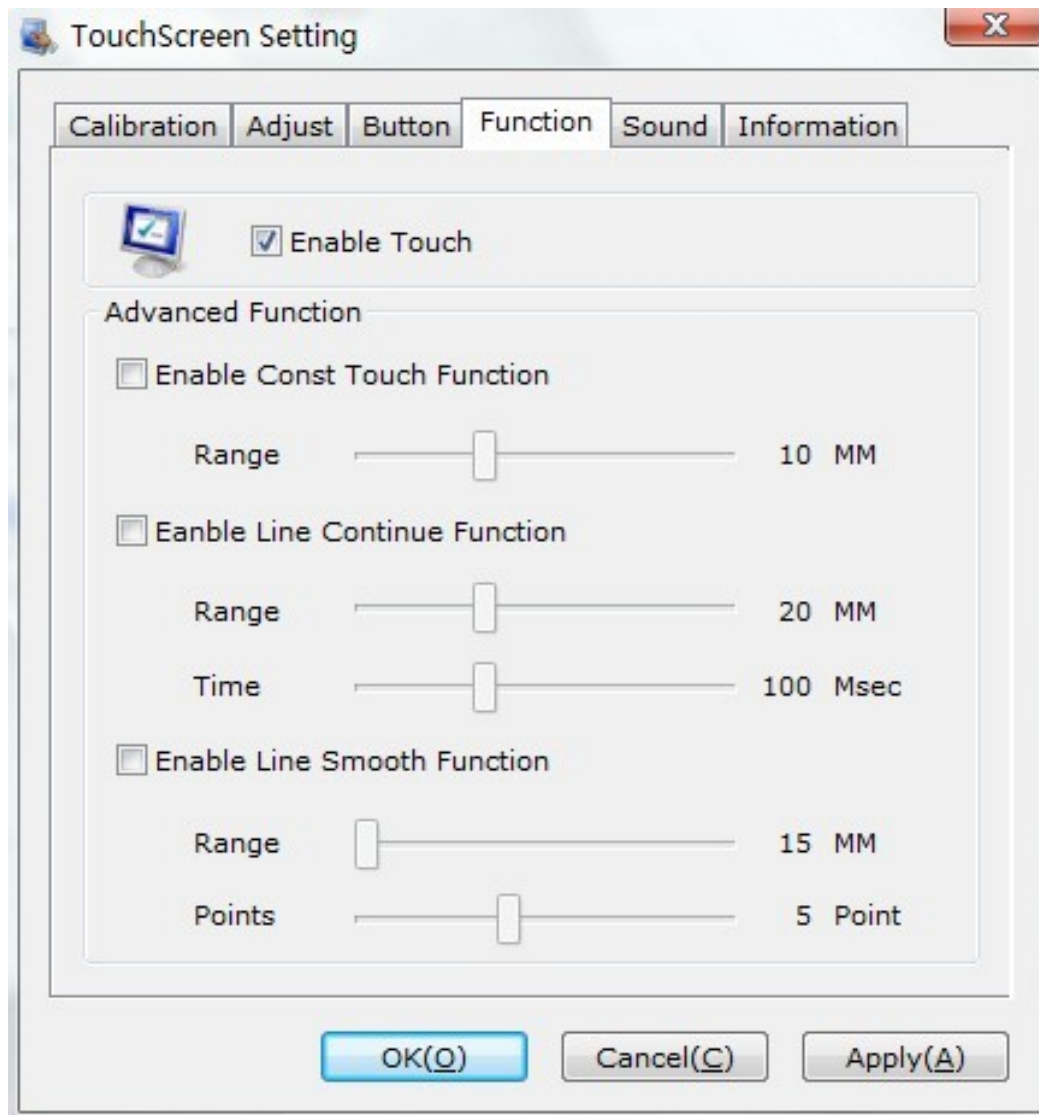 TouchScreen Setting
Calibration Adjust Button Function Sound Information
Enable Touch
Advanced Function
Enable Const Touch Function
Range 10 MM
Eanble Line Continue Function
Range 20 MM
Time 100 Msec
Enable Line Smooth Function
Range 15 MM
Points 5 Point
OK(O) Cancel(C) Apply(A)